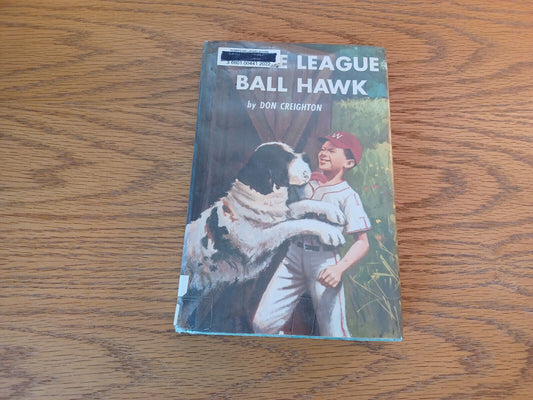 E LEAGUE
BALL HAWK
by DON CREIGHTON
W